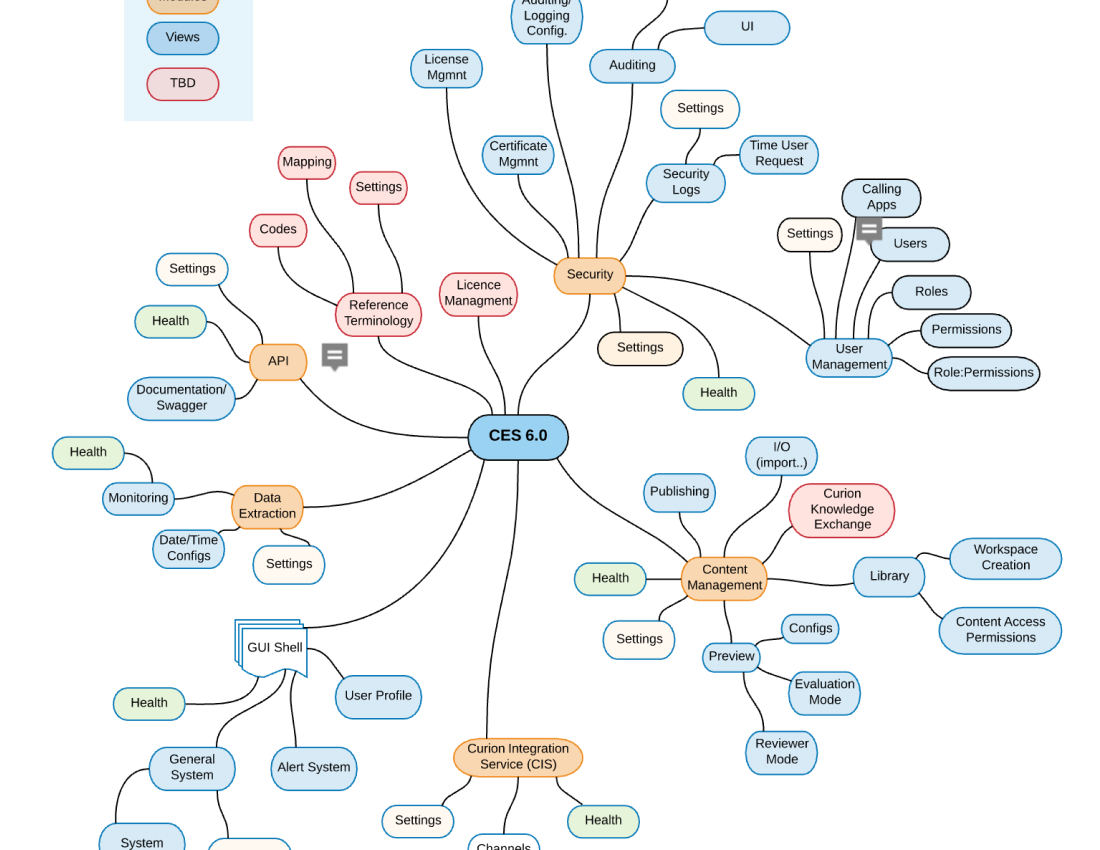 Modules
Views
TBD
Auditing/
Logging
Config.
UI
License
Mgmnt
Auditing
Settings
Certificate
Mgmnt
Time User
Request
Security
Logs
Mapping
Settings
Calling
Apps
Codes
Settings
Users
Settings
Security
Health
Licence
Managment
Roles
Reference
Terminology
Permissions
API
Settings
User
Management
Role:Permissions
Documentation/
Swagger
Health
CES 6.0
Health
I/O
(import..)
Monitoring
Data
Extraction
Publishing
Curion
Knowledge
Exchange
Date/Time
Configs
Settings
Health
Content
Management
Library
Workspace
Creation
Settings
Configs
Content Access
Permissions
GUI Shell
Preview
Health
User Profile
Evaluation
Mode
General
System
Alert System
Curion Integration
Service (CIS)
Reviewer
Mode
Settings
Health
System
Channels